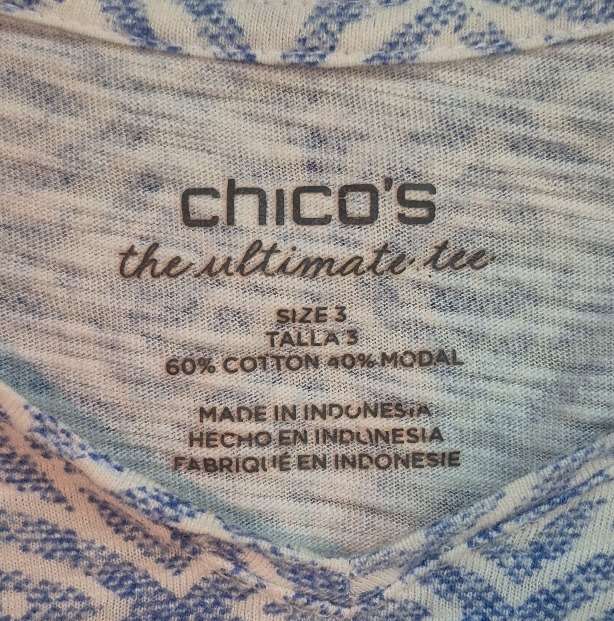 chico's
the ultimate tee
SIZE 3
TALLA 3
60% COTTON 40% MODAL
MADE IN INDONESIA
HECHO EN INDONESIA
FABRIQUÉ EN INDONESIE